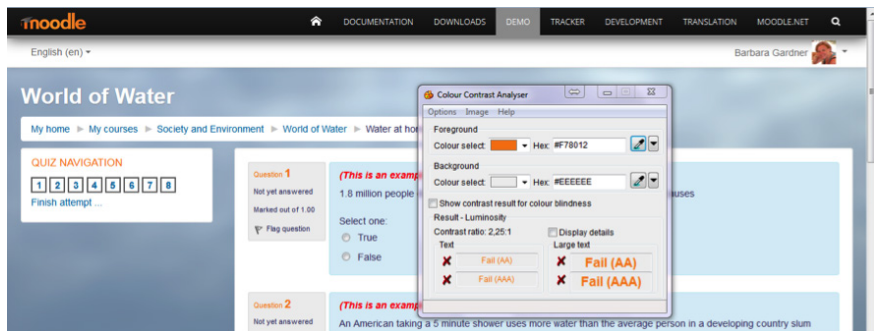 moodle
DOCUMENTATION DOWNLOADS DEMO TRACKER DEVELOPMENT TRANSLATION MOODLE.NET
English (en)
Barbara Gardner
World of Water
My home ► My courses ► Society and Environment ► World of Water ► Water at hom
QUIZ NAVIGATION
1 2 3 4 5 6 7 8
Finish attempt ...
Question 1
Not yet answered
Marked out of 1.00
Flag question
(This is an examp
1.8 million people
auses
Select one:
True
False
Question 2
Not yet answered
(This is an examp
An American taking a 5 minute shower uses more water than the average person in a developing country slum
Colour Contrast Analyser
Options Image Help
Foreground
Colour select: Hex: #F78012
Background
Colour select: Hex: #EEEEEE
Show contrast result for colour blindness
Result - Luminosity
Contrast ratio: 2,25:1
Display details
Text
Large text
Fail (AA)
Fail (AA)
Fail (AAA)
Fail (AAA)